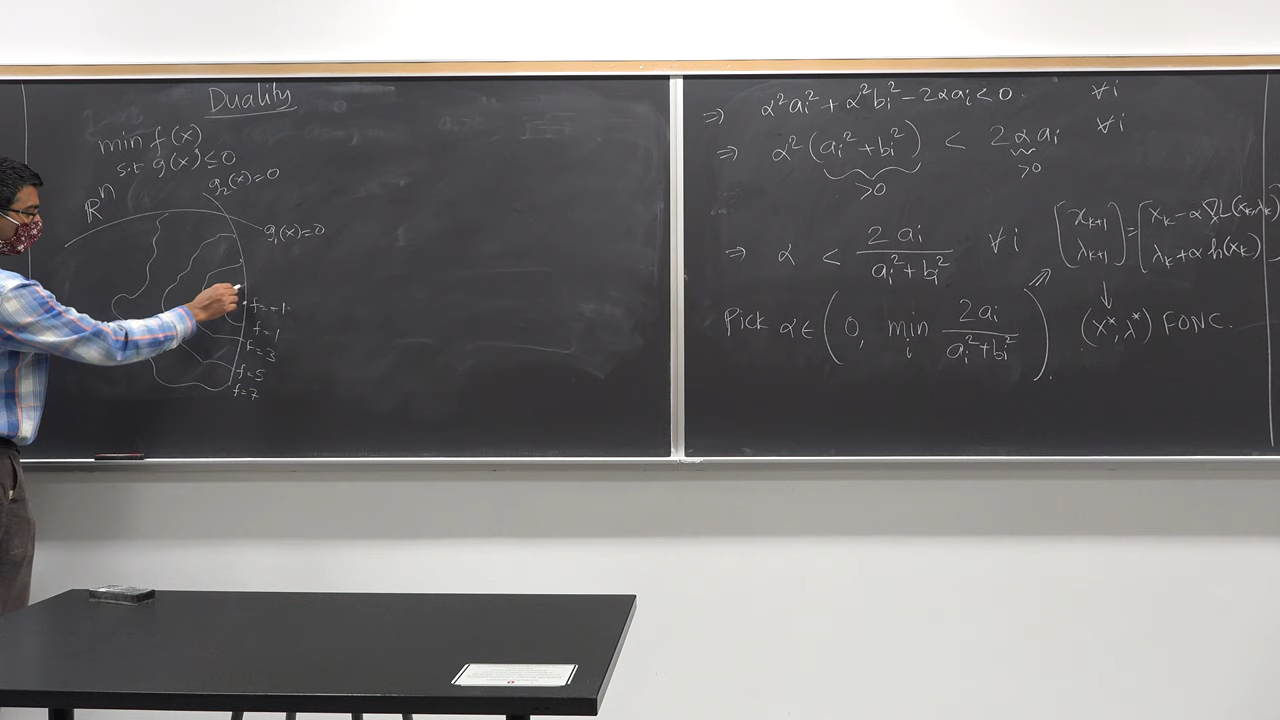 Duality
min f(x)
s.t g(x) ≤ 0
ℝⁿ
g₂(x)=0
g₁(x)=0
f=-1
f=1
f=3
f=5
f=7
⇒ α²aᵢ² + α²bᵢ² - 2αaᵢ < 0. ∀i
⇒ α²(aᵢ² + bᵢ²) < 2αaᵢ ∀i
>0 >0
⇒ α < 2aᵢ / (aᵢ² + bᵢ²) ∀i
[xₖ₊₁ λₖ₊₁] = [xₖ - α∇ₓL(xₖ,λₖ) λₖ + αh(xₖ)]
Pick α ∈ (0, min_i 2aᵢ / (aᵢ² + bᵢ²)). ⇒
↓
(x*, λ*) FONC.